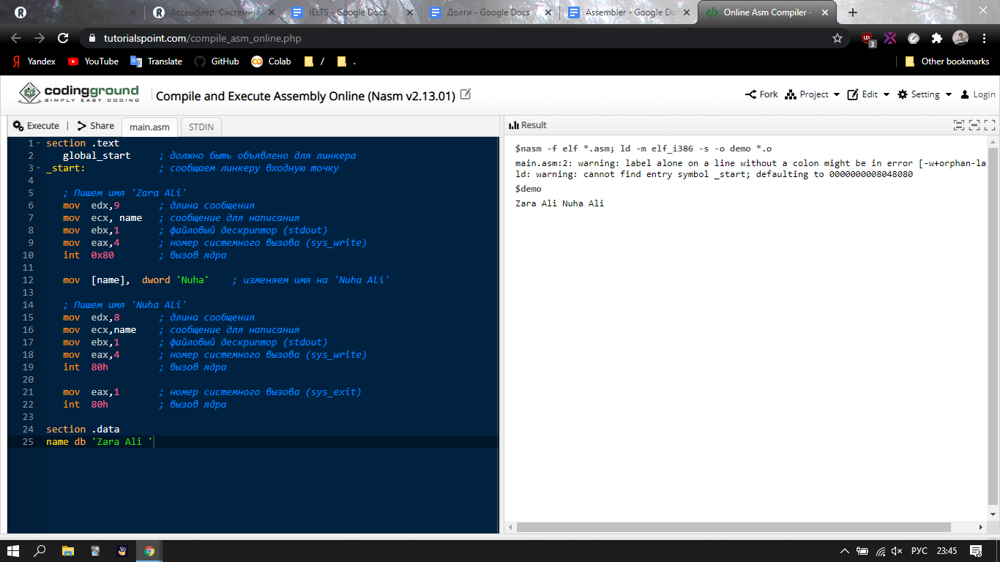 Ассемблер. Системны
IELTS - Google Docs
Долги - Google Docs
Assembler - Google Do
Online Asm Compiler -
tutorialspoint.com/compile_asm_online.php
3
Yandex YouTube Translate GitHub Colab / . Other bookmarks
codingground
SIMPLY EASY CODING
Compile and Execute Assembly Online (Nasm v2.13.01)
Fork Project Edit Setting Login
Execute | Share main.asm STDIN
1 section .text
2 global_start ; должно быть объявлено для линкера
3 _start: ; сообщаем линкеру входную точку
4
5 ; Пишем имя 'Zara Ali'
6 mov edx,9 ; длина сообщения
7 mov ecx, name ; сообщение для написания
8 mov ebx,1 ; файловый дескриптор (stdout)
9 mov eax,4 ; номер системного вызова (sys_write)
10 int 0x80 ; вызов ядра
11
12 mov [name], dword 'Nuha' ; изменяем имя на 'Nuha Ali'
13
14 ; Пишем имя 'Nuha Ali'
15 mov edx,8 ; длина сообщения
16 mov ecx,name ; сообщение для написания
17 mov ebx,1 ; файловый дескриптор (stdout)
18 mov eax,4 ; номер системного вызова (sys_write)
19 int 80h ; вызов ядра
20
21 mov eax,1 ; номер системного вызова (sys_exit)
22 int 80h ; вызов ядра
23
24 section .data
25 name db 'Zara Ali '
Result
$nasm -f elf *.asm; ld -m elf_i386 -s -o demo *.o
main.asm:2: warning: label alone on a line without a colon might be in error [-w+orphan-la
ld: warning: cannot find entry symbol _start; defaulting to 0000000008048080
$demo
Zara Ali Nuha Ali
РУС 23:45